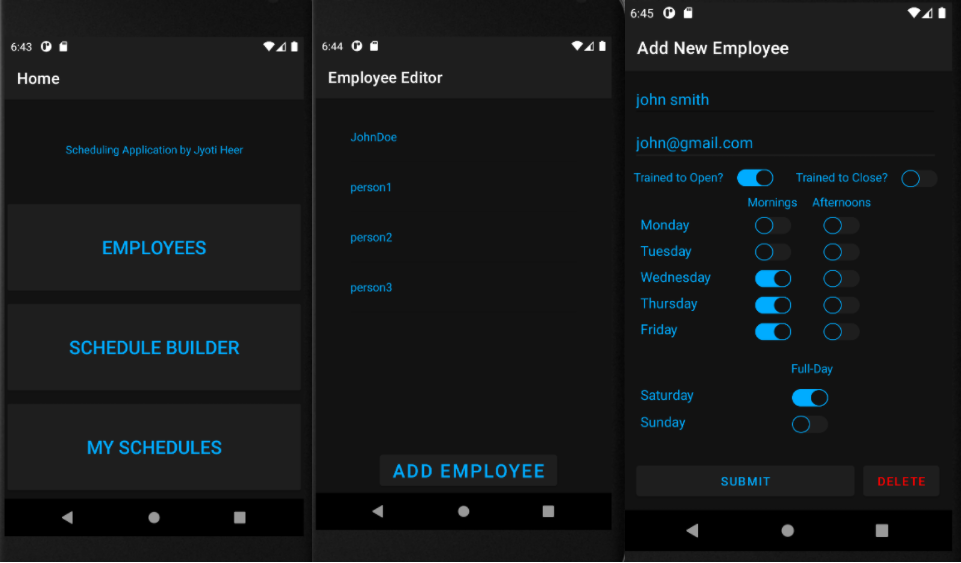 6:43
Home
Scheduling Application by Jyoti Heer
EMPLOYEES
SCHEDULE BUILDER
MY SCHEDULES
6:44
Employee Editor
JohnDoe
person1
person2
person3
ADD EMPLOYEE
6:45
Add New Employee
john smith
john@gmail.com
Trained to Open? Trained to Close?
Mornings Afternoons
Monday
Tuesday
Wednesday
Thursday
Friday
Full-Day
Saturday
Sunday
SUBMIT DELETE